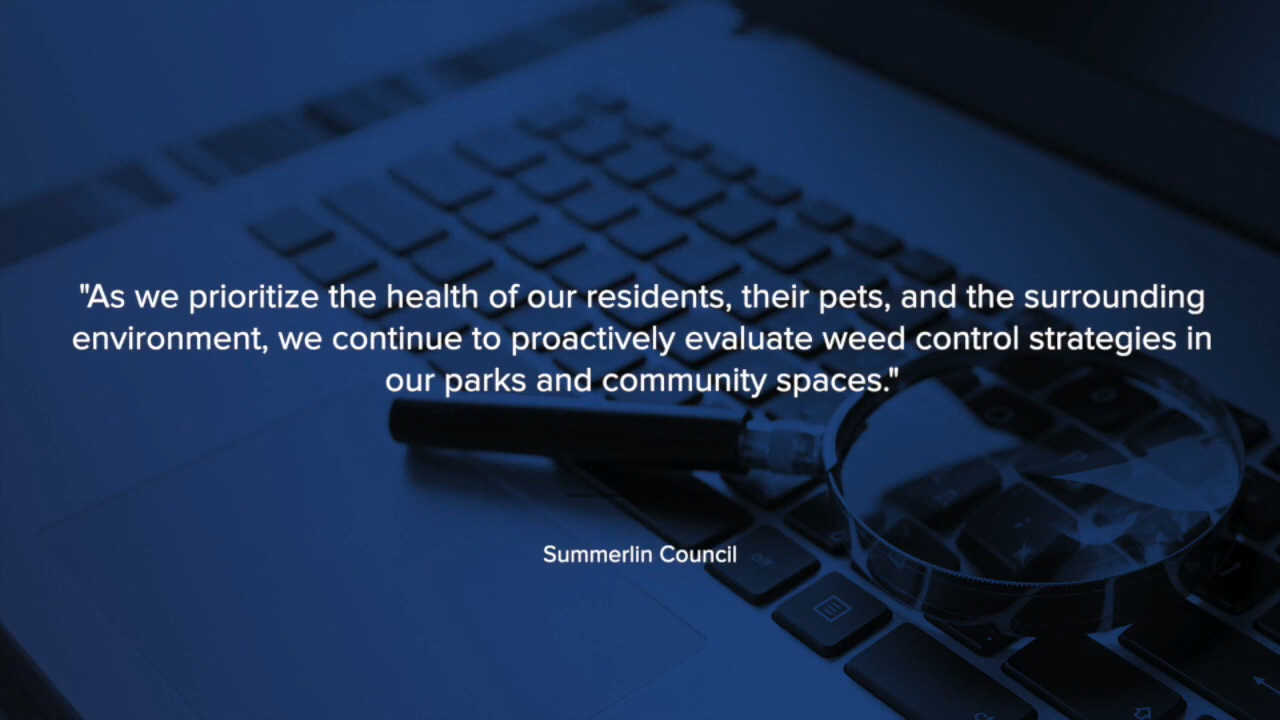 "As we prioritize the health of our residents, their pets, and the surrounding
environment, we continue to proactively evaluate weed control strategies in
our parks and community spaces."
Summerlin Council